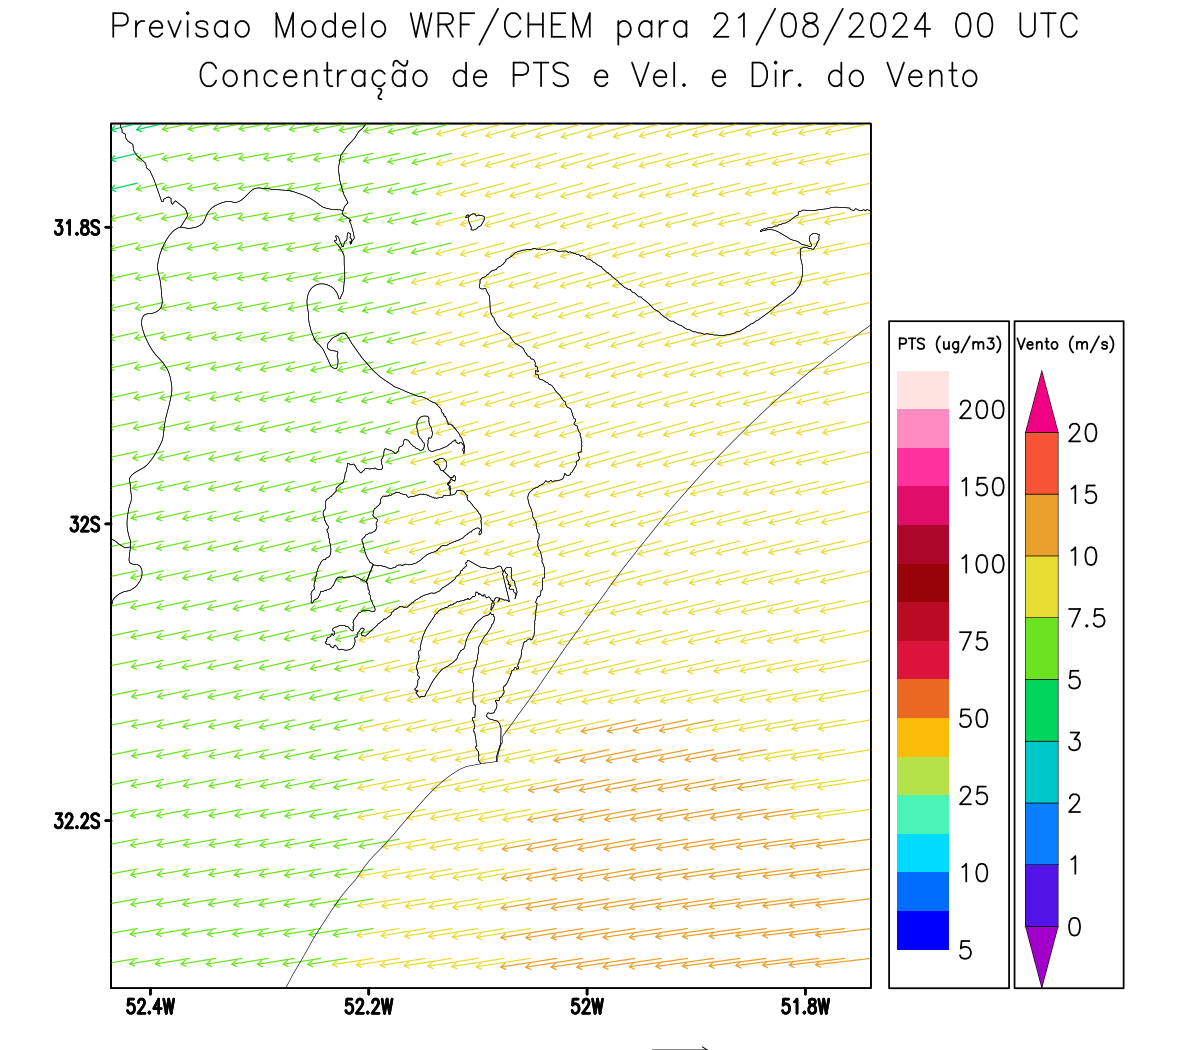 Previsao Modelo WRF/CHEM para 21/08/2024 00 UTC
Concentração de PTS e Vel. e Dir. do Vento
31.8S
32S
32.2S
52.4W
52.2W
52W
51.8W
PTS (ug/m3)
200
150
100
75
50
25
10
5
Vento (m/s)
20
15
10
7.5
5
3
2
1
0